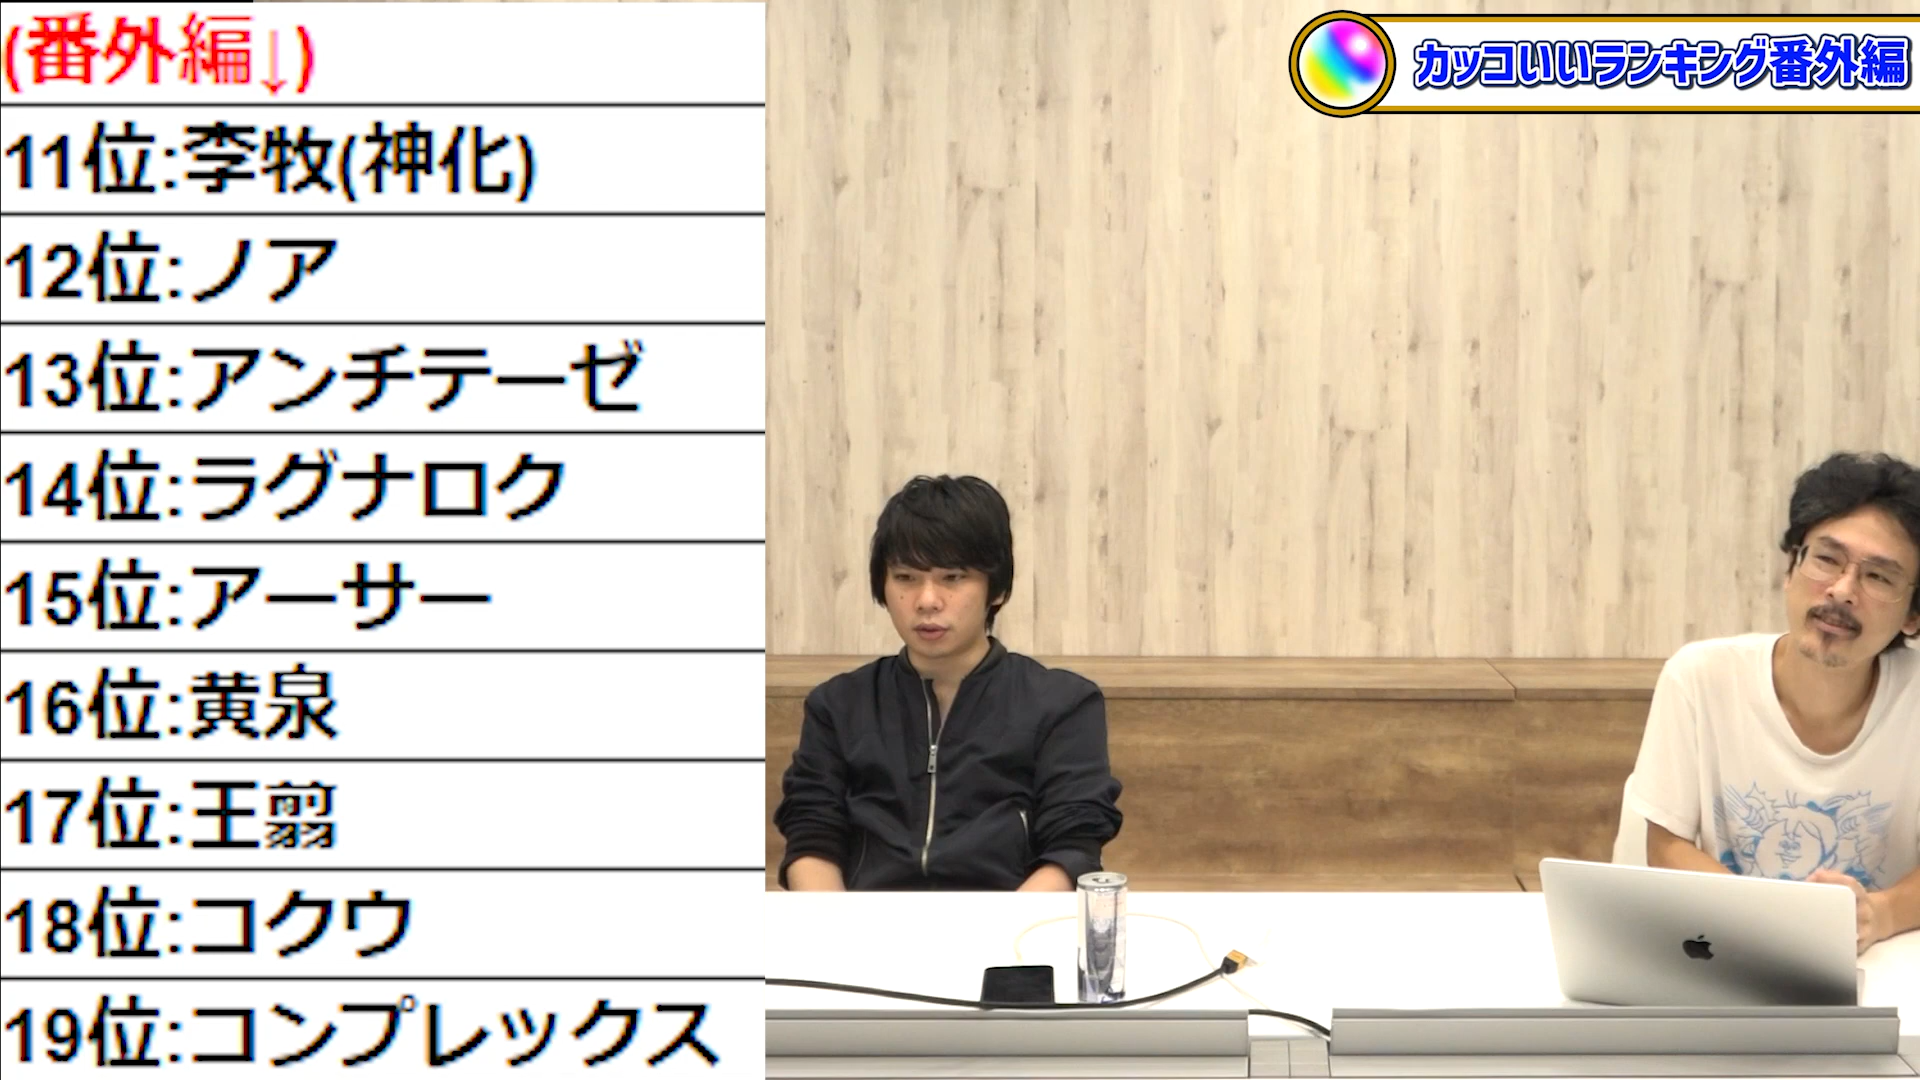 (番外編↓)
11位:李牧(神化)
12位:ノア
13位:アンチテーゼ
14位:ラグナロク
15位:アーサー
16位:黄泉
17位:王翦
18位:コクウ
19位:コンプレックス
カッコいいランキング番外編